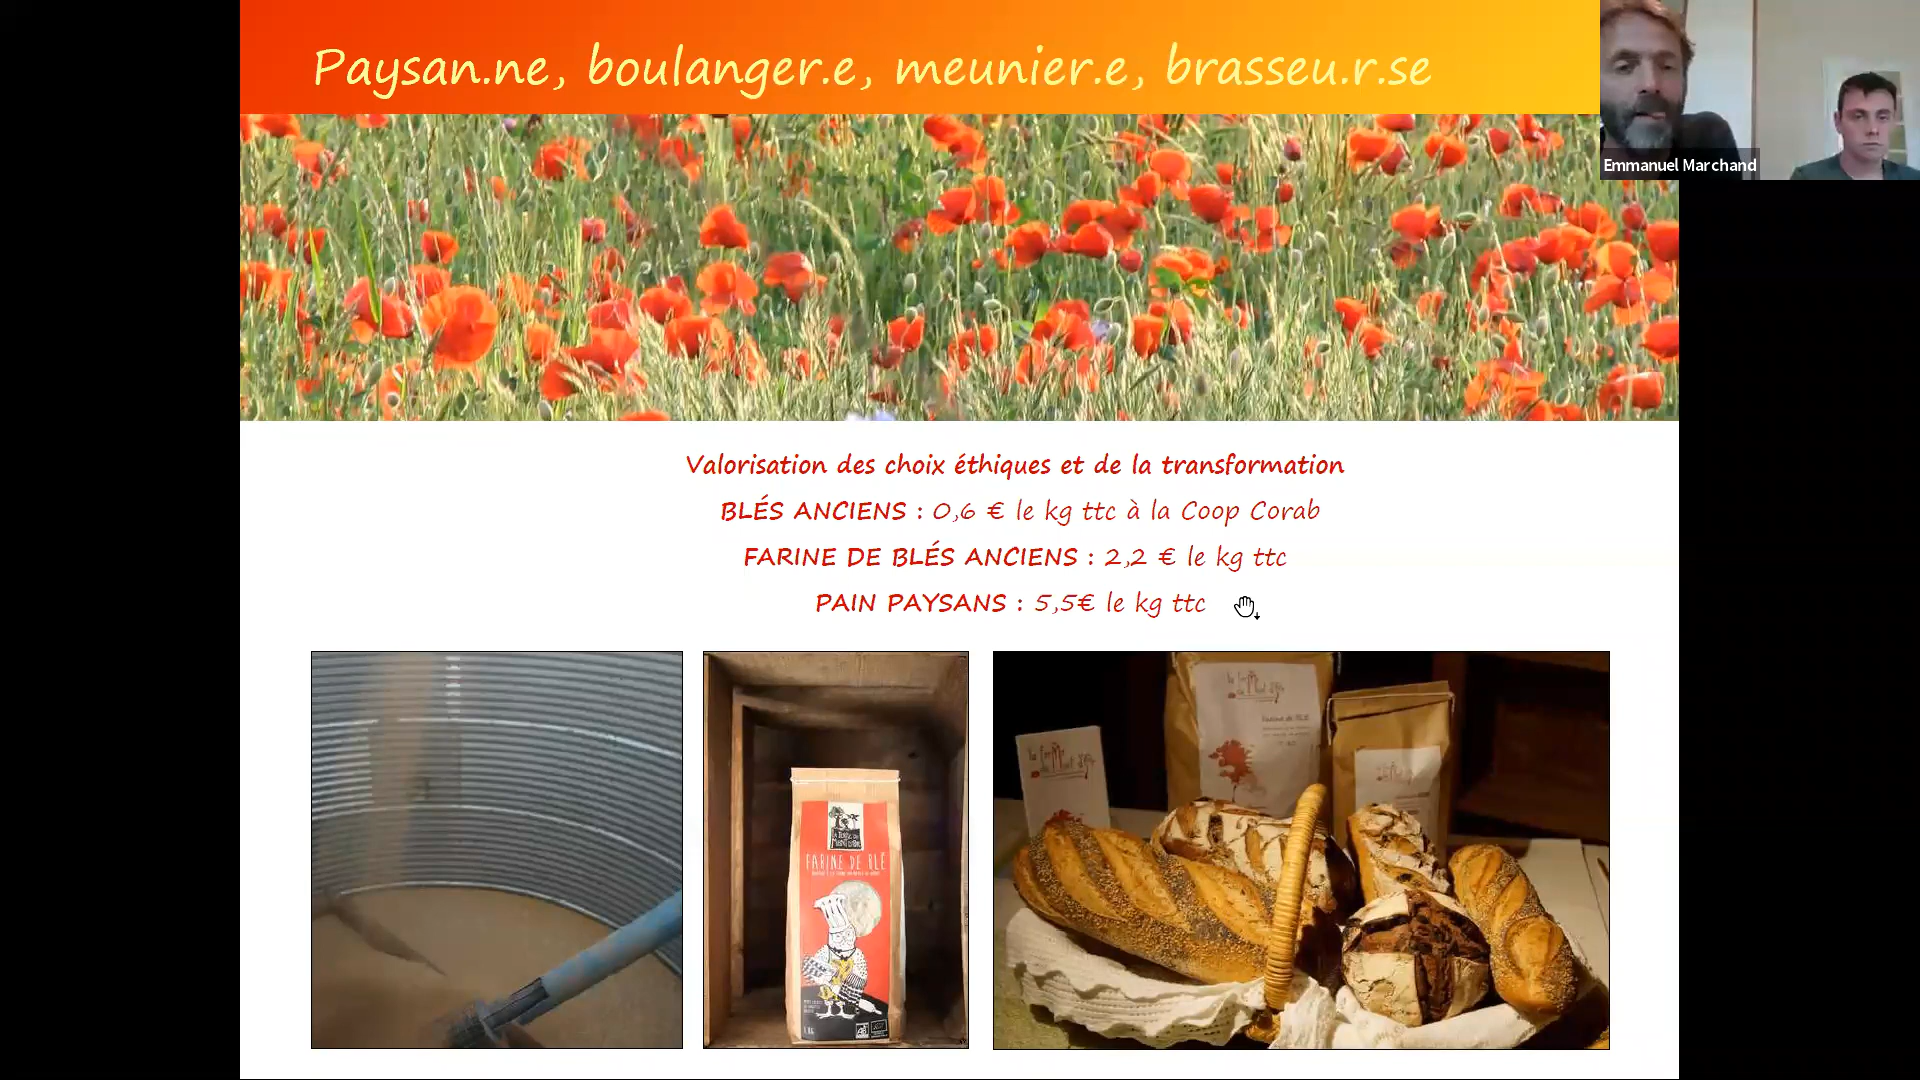 Paysan.ne, boulanger.e, meunier.e, brasseu.r.se
Emmanuel Marchand
Valorisation des choix éthiques et de la transformation
BLÉS ANCIENS : 0,6 € le kg ttc à la Coop Corab
FARINE DE BLÉS ANCIENS : 2,2 € le kg ttc
PAIN PAYSANS : 5,5€ le kg ttc
FARINE DE BLÉ
AB